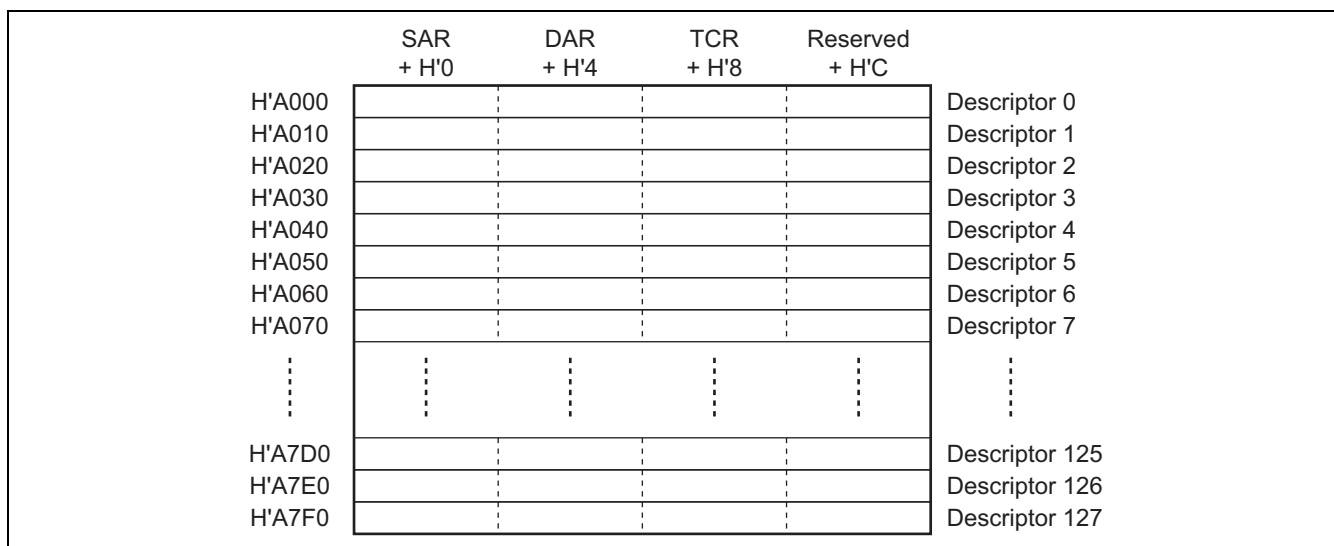 SAR DAR TCR Reserved
+ H'0 + H'4 + H'8 + H'C
H'A000 Descriptor 0
H'A010 Descriptor 1
H'A020 Descriptor 2
H'A030 Descriptor 3
H'A040 Descriptor 4
H'A050 Descriptor 5
H'A060 Descriptor 6
H'A070 Descriptor 7
H'A7D0 Descriptor 125
H'A7E0 Descriptor 126
H'A7F0 Descriptor 127